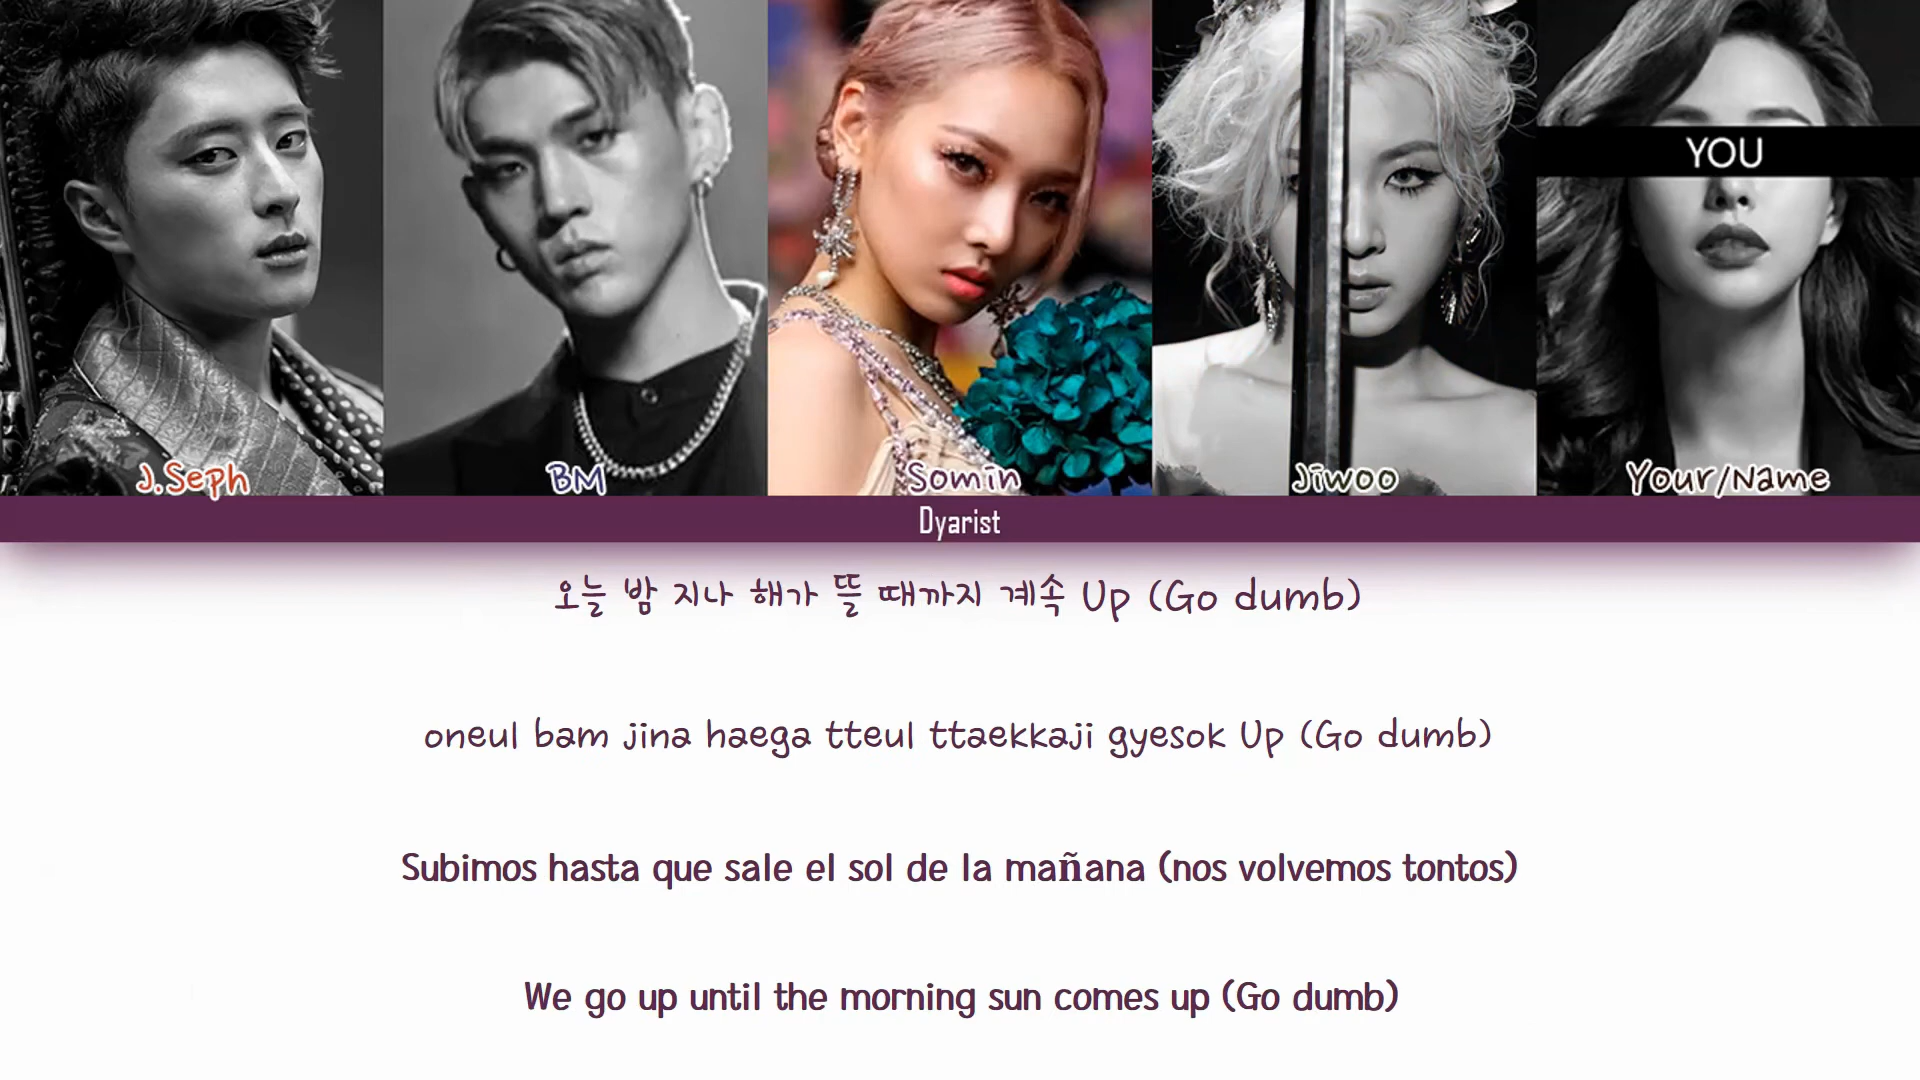 YOU
J.Seph
BM
Somin
Jiwoo
Your/Name
Dyarist
오늘 밤 지나 해가 뜰 때까지 계속 Up (Go dumb)
oneul bam jina haega tteul ttaekkaji gyesok Up (Go dumb)
Subimos hasta que sale el sol de la mañana (nos volvemos tontos)
We go up until the morning sun comes up (Go dumb)